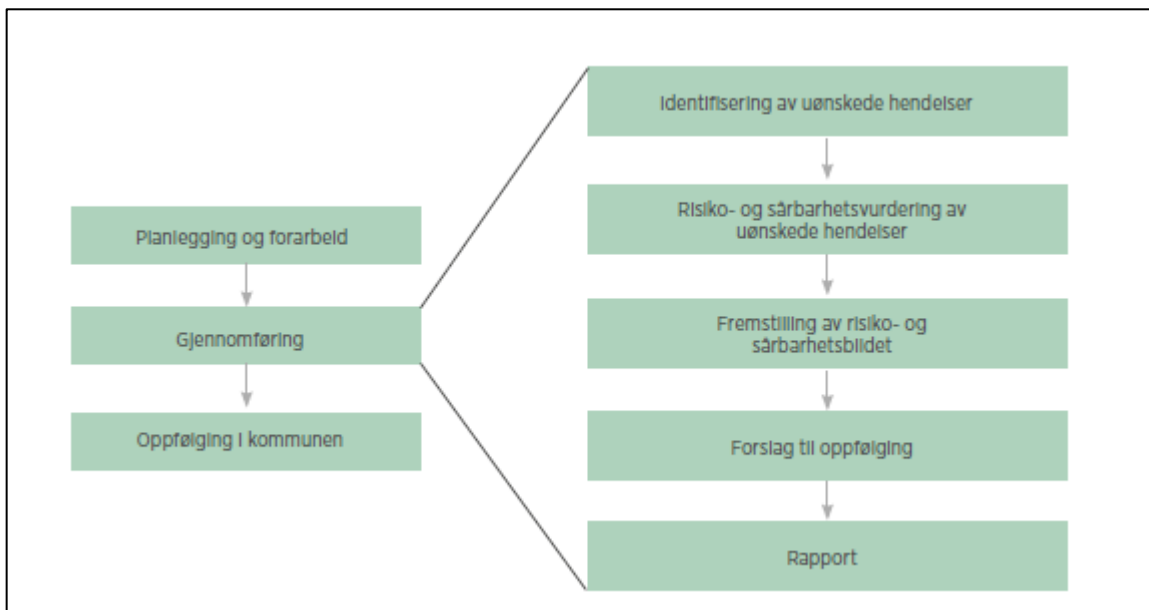 Planlegging og forarbeid
Gjennomføring
Oppfølging i kommunen
Identifisering av uønskede hendelser
Risiko- og sårbarhetsvurdering av
uønskede hendelser
Fremstilling av risiko- og
sårbarhetsbildet
Forslag til oppfølging
Rapport